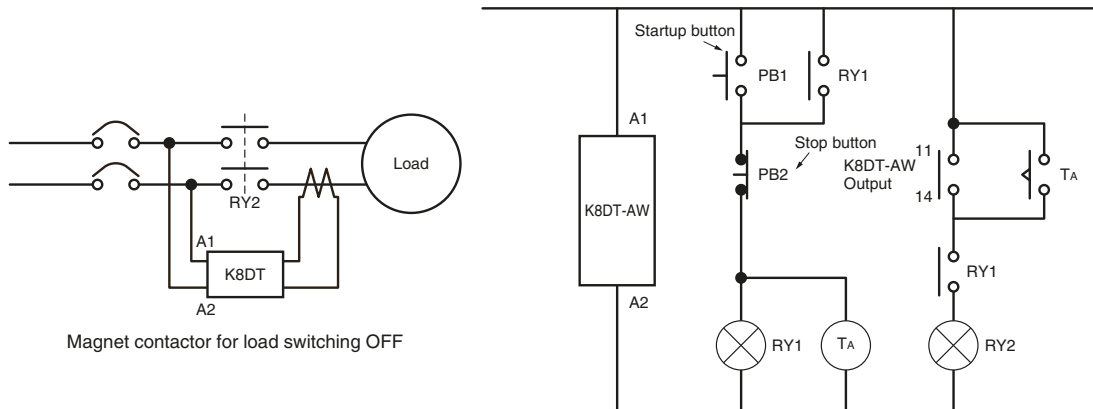 Load
RY2
A1
K8DT
A2
Magnet contactor for load switching OFF
Startup button
PB1
RY1
A1
Stop button
PB2
11
K8DT-AW
Output
14
TA
K8DT-AW
RY1
A2
RY1
TA
RY2